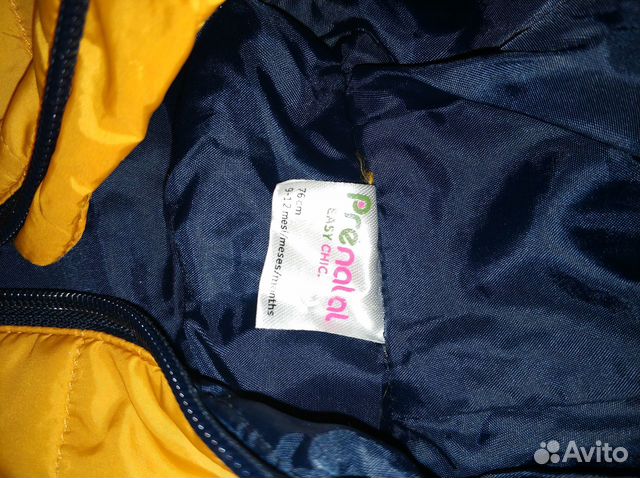 prenatal
EASY CHIC.
76cm
9-12 mesi/meses/months
Avito